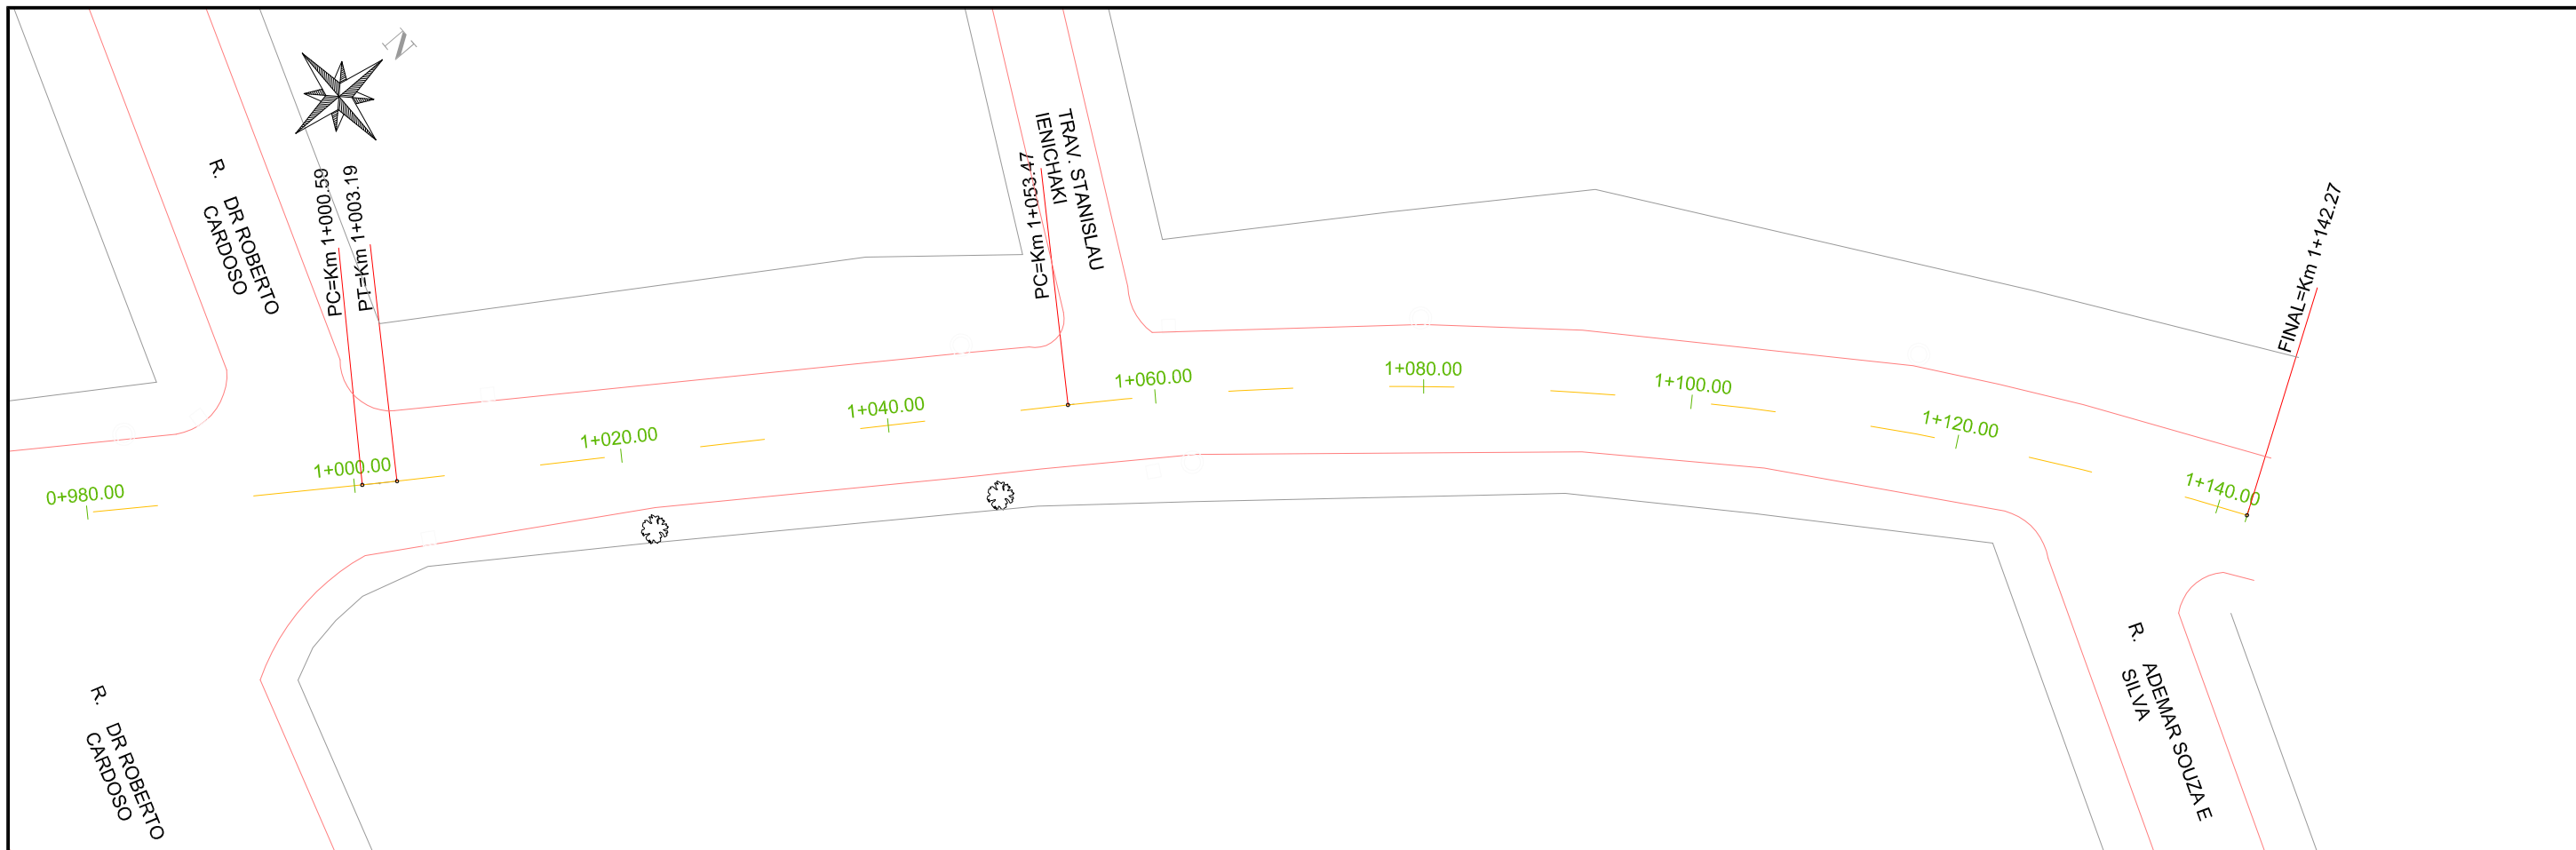 N
R. DR ROBERTO
CARDOSO
PC=Km 1+000.59
PT=Km 1+003.19
PC=Km 1+053.47
TRAV. STANISLAU
IENICHAKI
FINAL=Km 1+142.27
0+980.00
1+000.00
1+020.00
1+040.00
1+060.00
1+080.00
1+100.00
1+120.00
1+140.00
R. DR ROBERTO
CARDOSO
R. ADEMAR SOUZA E
SILVA